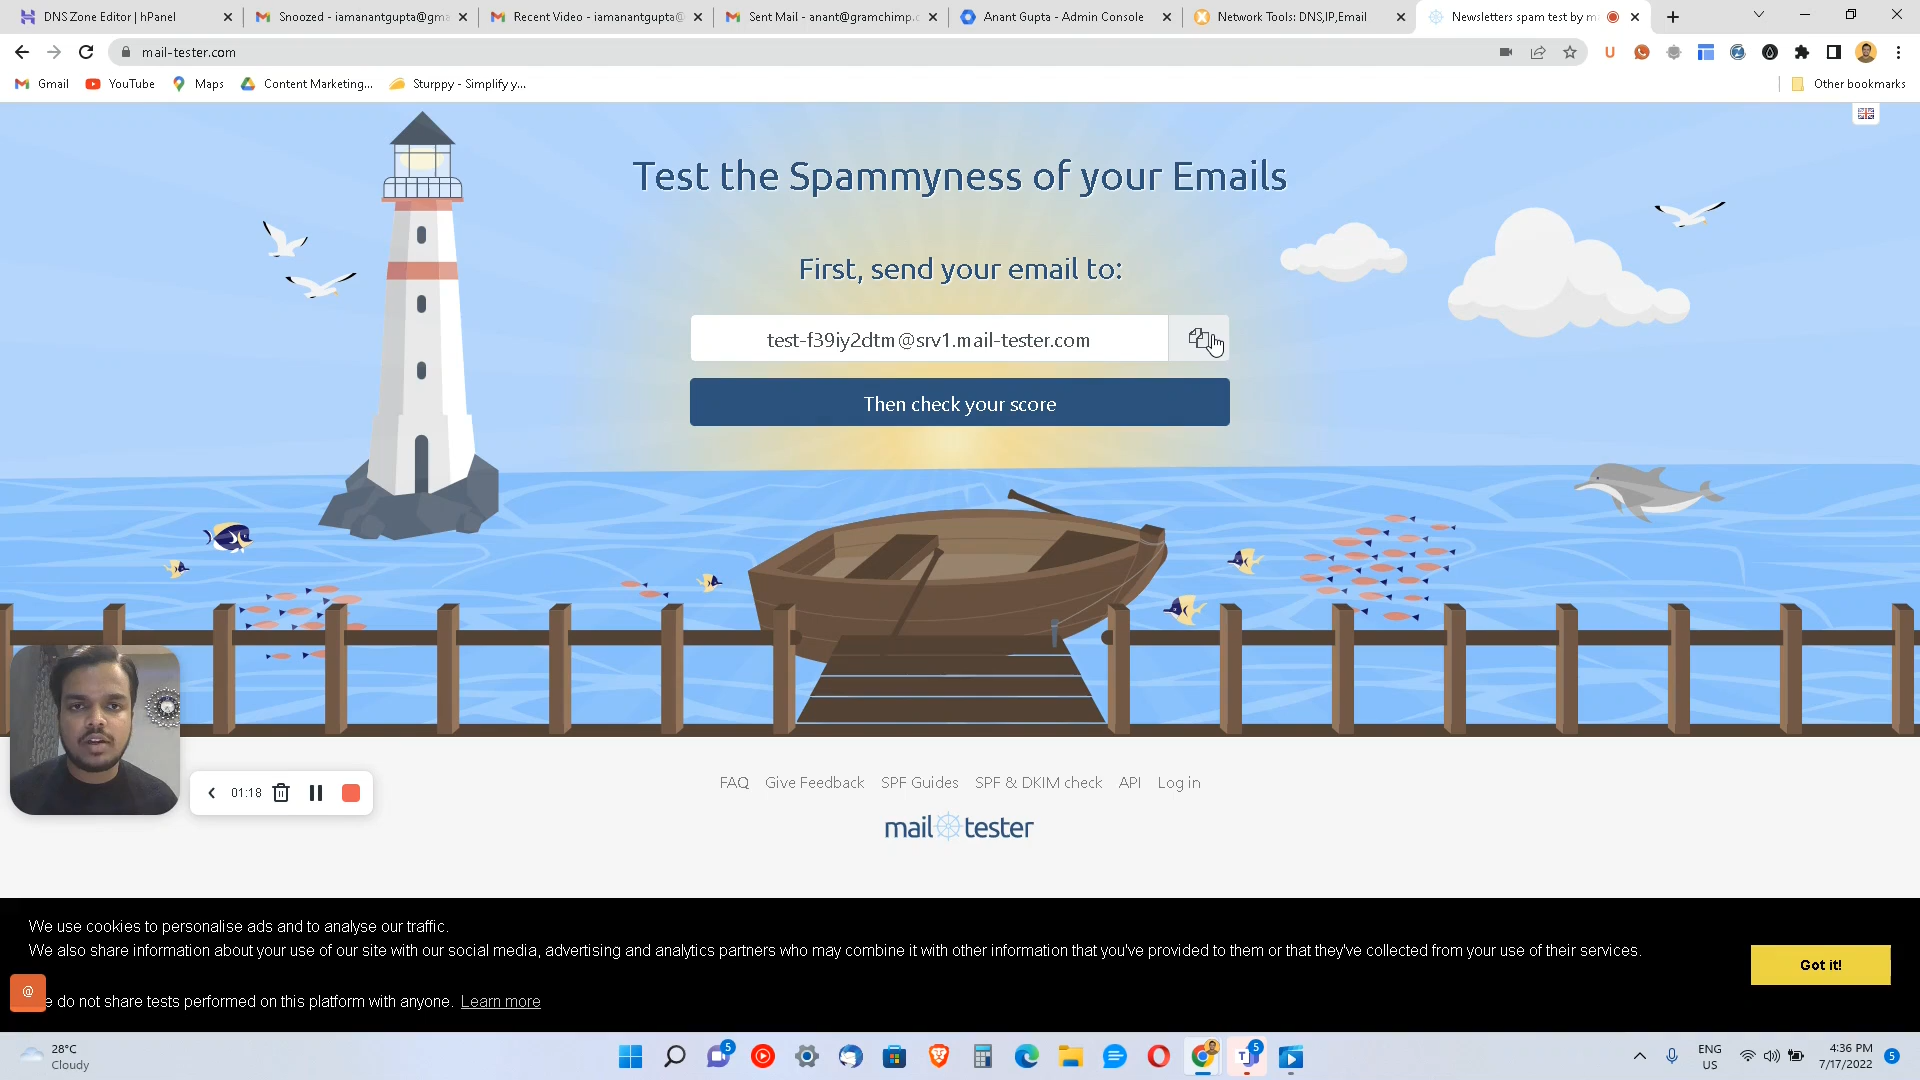 DNS Zone Editor | hPanel
Snoozed - iamanantgupta@gma
Recent Video - iamanantgupta@
Sent Mail - anant@gramchimp.c
Anant Gupta - Admin Console
Network Tools: DNS,IP,Email
Newsletters spam test by m
mail-tester.com
Gmail
YouTube
Maps
Content Marketing...
Sturppy - Simplify y...
Other bookmarks
Test the Spammyness of your Emails
First, send your email to:
test-f39iy2dtm@srv1.mail-tester.com
Then check your score
01:18
FAQ
Give Feedback
SPF Guides
SPF & DKIM check
API
Log in
mail tester
We use cookies to personalise ads and to analyse our traffic.
We also share information about your use of our site with our social media, advertising and analytics partners who may combine it with other information that you've provided to them or that they've collected from your use of their services.
Got it!
@
e do not share tests performed on this platform with anyone. Learn more
28°C
Cloudy
5
5
ENG
US
4:36 PM
7/17/2022
5